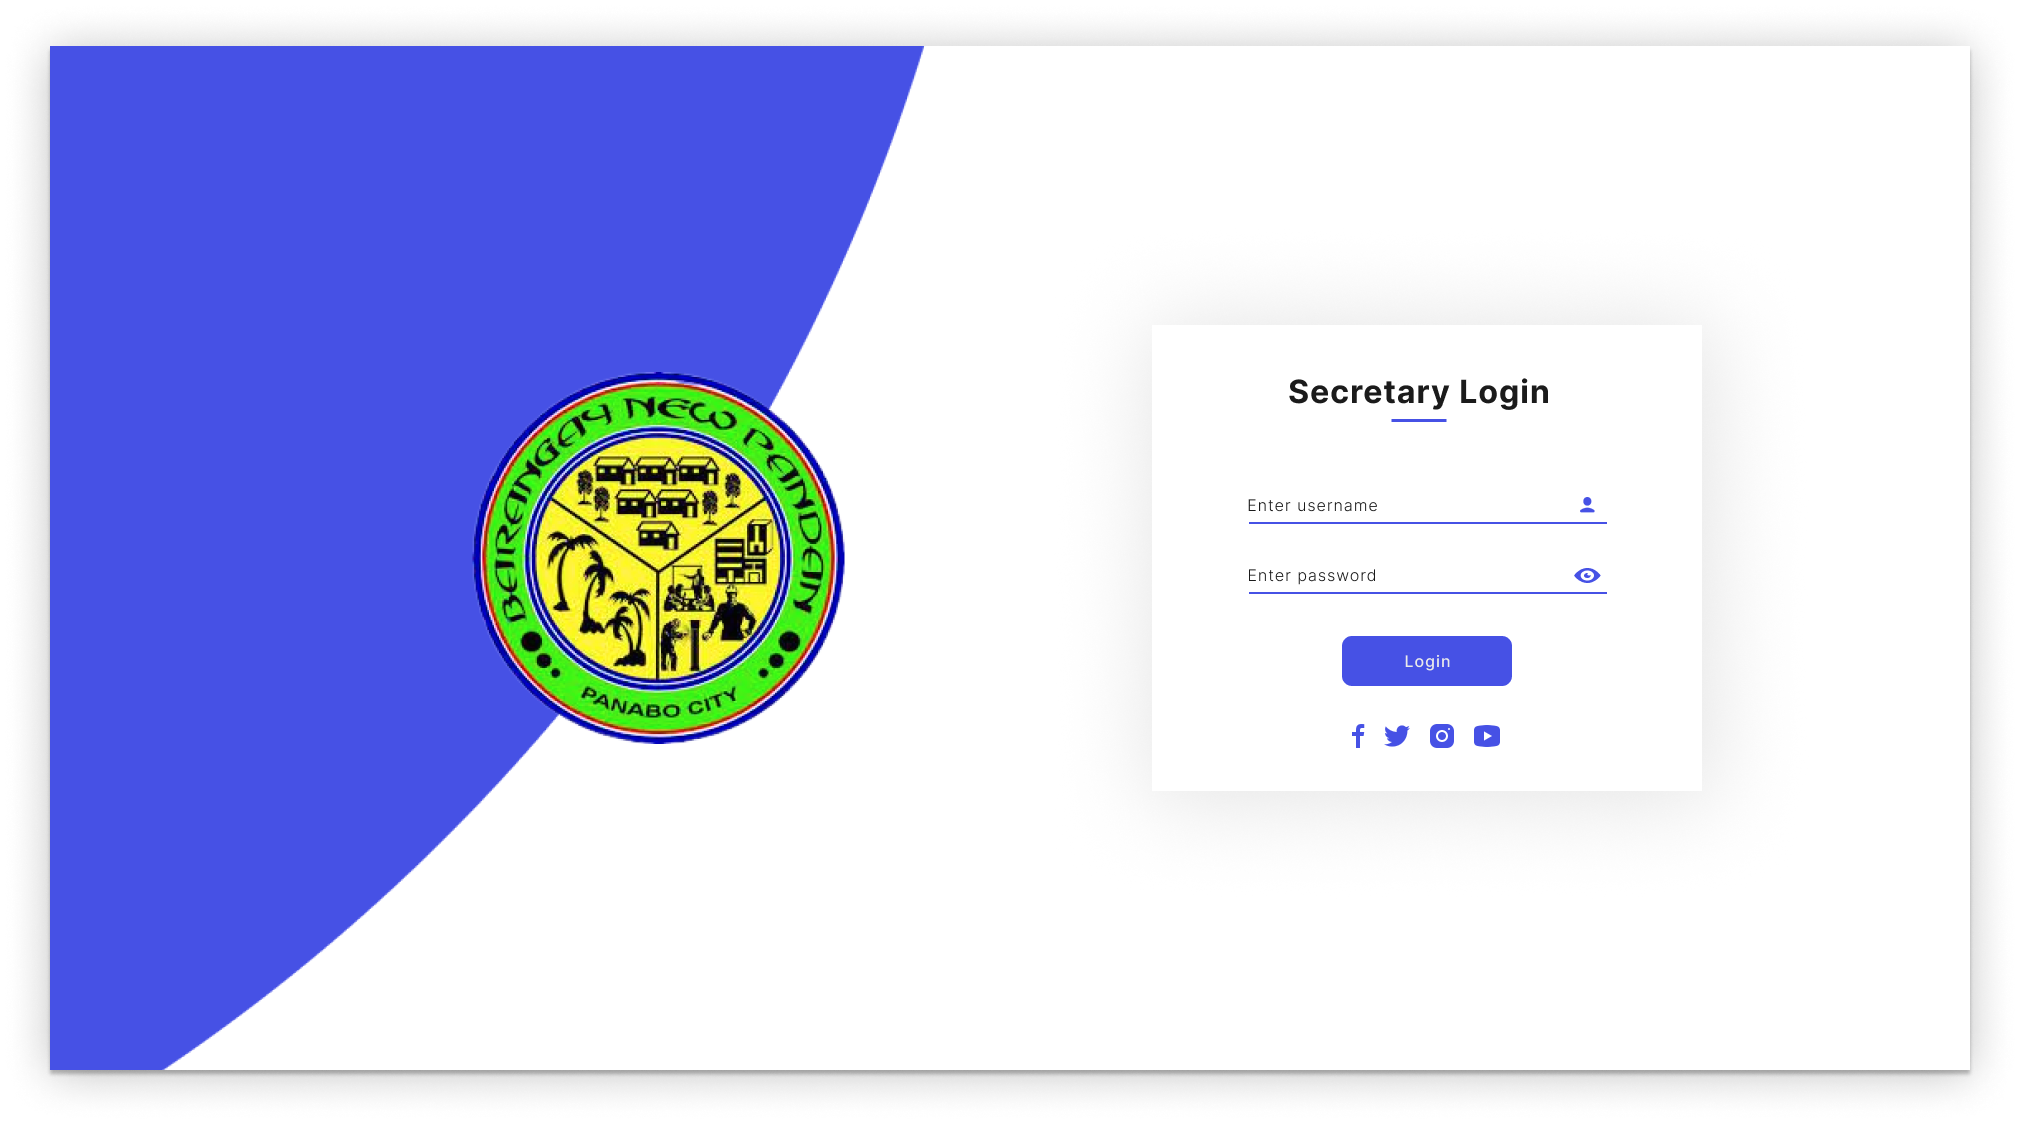 BARANGAY NEW PANDAN
PANABO CITY
Secretary Login
Enter username
Enter password
Login